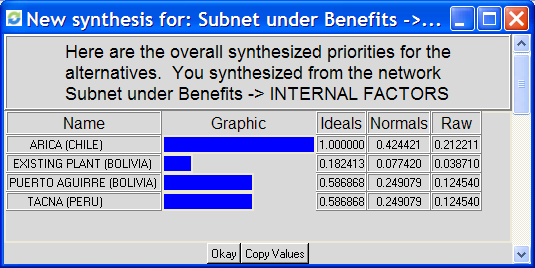 New synthesis for: Subnet under Benefits ->...
Here are the overall synthesized priorities for the
alternatives. You synthesized from the network
Subnet under Benefits -> INTERNAL FACTORS
Name Graphic Ideals Normals Raw
ARICA (CHILE) 1.000000 0.424421 0.212211
EXISTING PLANT (BOLIVIA) 0.182413 0.077420 0.038710
PUERTO AGUIRRE (BOLIVIA) 0.586868 0.249079 0.124540
TACNA (PERU) 0.586868 0.249079 0.124540
Okay Copy Values